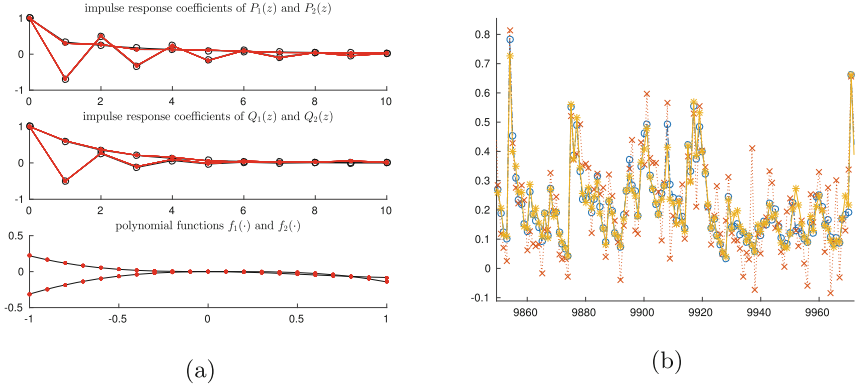 impulse response coefficients of P₁(z) and P₂(z)
1
0
-1
0 2 4 6 8 10
impulse response coefficients of Q₁(z) and Q₂(z)
1
0
-1
0 2 4 6 8 10
polynomial functions f₁(·) and f₂(·)
0.5
0
-0.5
-1 -0.5 0 0.5 1
(a)
0.8
0.7
0.6
0.5
0.4
0.3
0.2
0.1
0
-0.1
9860 9880 9900 9920 9940 9960
(b)